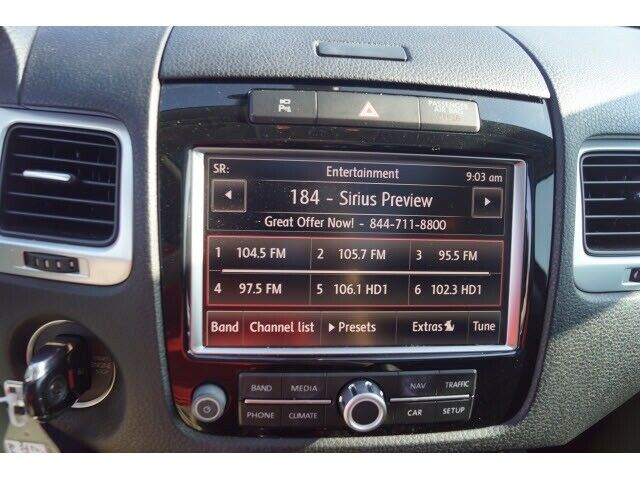 P
PASSENGER AIR BAG
SR: Entertainment 9:03 am
184 - Sirius Preview
Great Offer Now! - 844-711-8800
1 104.5 FM 2 105.7 FM 3 95.5 FM
4 97.5 FM 5 106.1 HD1 6 102.3 HD1
Band Channel list Presets Extras Tune
BAND MEDIA NAV TRAFFIC
PHONE CLIMATE CAR SETUP